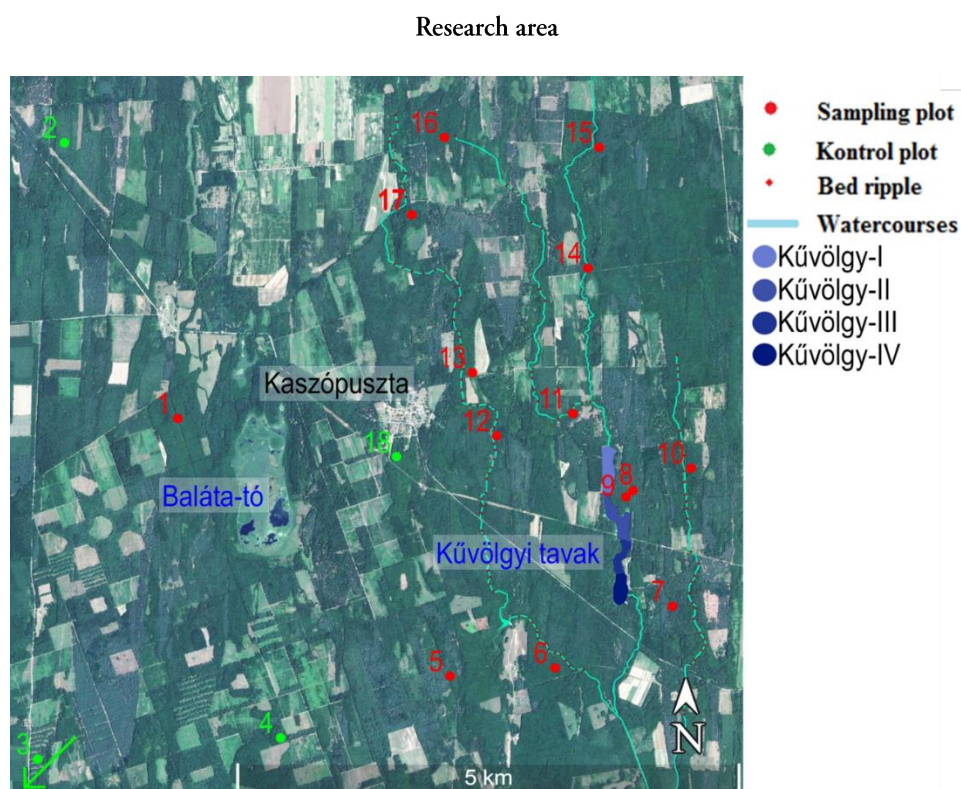 Research area
2
16
15
17
14
13
Kaszópuszta
1
12
11
18
10
8
9
Baláta-tó
Kűvölgyi tavak
7
5
6
4
3
N
5 km
Sampling plot
Kontrol plot
Bed ripple
Watercourses
Kűvölgy-I
Kűvölgy-II
Kűvölgy-III
Kűvölgy-IV